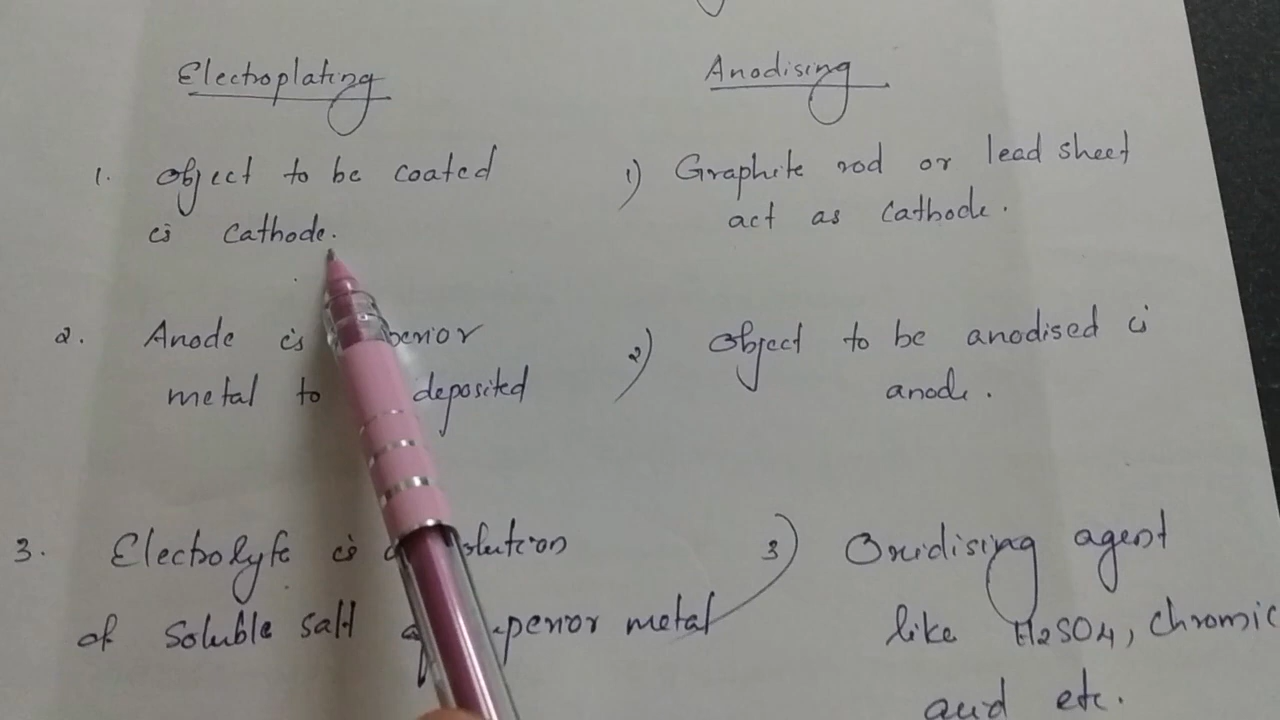 Electroplating
1. Object to be coated
is cathode.
2. Anode is
metal to deposited
3. Electrolyte is
of soluble salt metal
Anodising
1) Graphite rod or lead sheet
act as cathode.
2) Object to be anodised is
anode.
3) Oxidising agent
like H2SO4, chromic
acid etc.